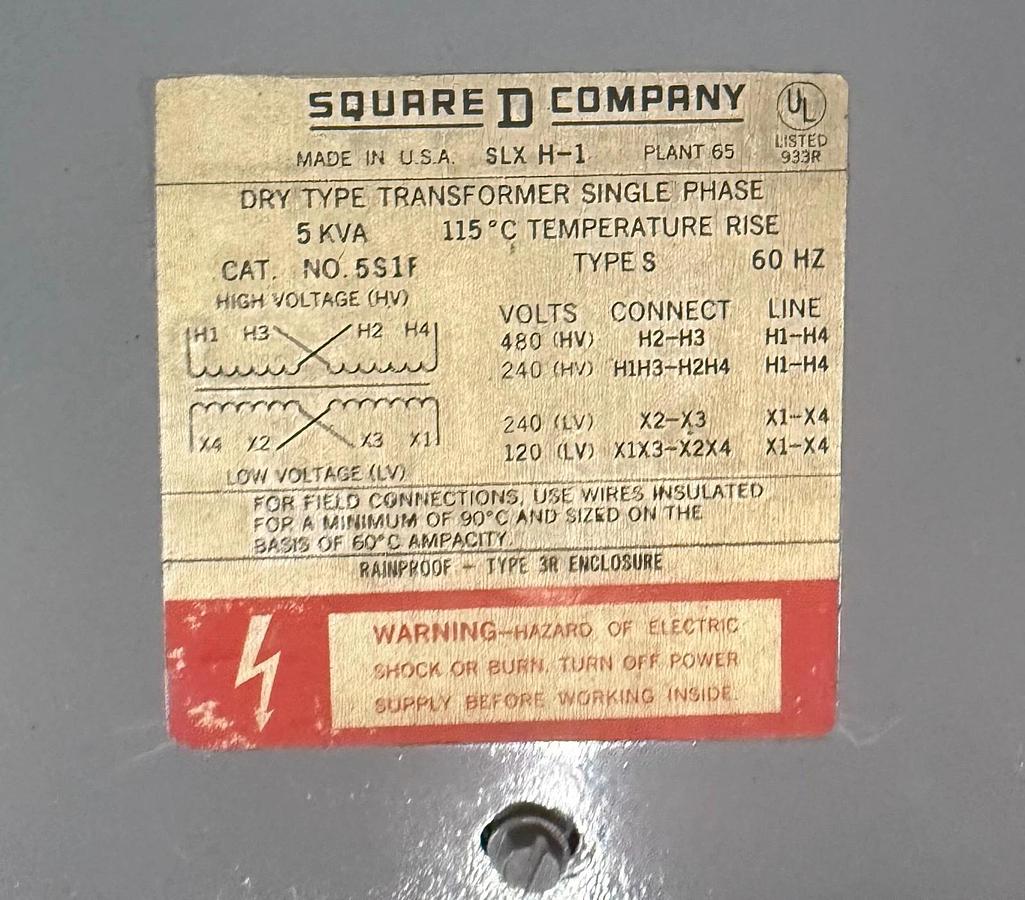 SQUARE D COMPANY
UL
LISTED
933R
MADE IN U.S.A. SLX H-1 PLANT 65
DRY TYPE TRANSFORMER SINGLE PHASE
5 KVA 115°C TEMPERATURE RISE
CAT. NO. 5S1F TYPE S 60 HZ
HIGH VOLTAGE (HV)
H1 H3 H2 H4
X4 X2 X3 X1
LOW VOLTAGE (LV)
VOLTS CONNECT LINE
480 (HV) H2-H3 H1-H4
240 (HV) H1H3-H2H4 H1-H4
240 (LV) X2-X3 X1-X4
120 (LV) X1X3-X2X4 X1-X4
FOR FIELD CONNECTIONS, USE WIRES INSULATED
FOR A MINIMUM OF 90°C AND SIZED ON THE
BASIS OF 60°C AMPACITY.
RAINPROOF - TYPE 3R ENCLOSURE
WARNING-HAZARD OF ELECTRIC
SHOCK OR BURN. TURN OFF POWER
SUPPLY BEFORE WORKING INSIDE.